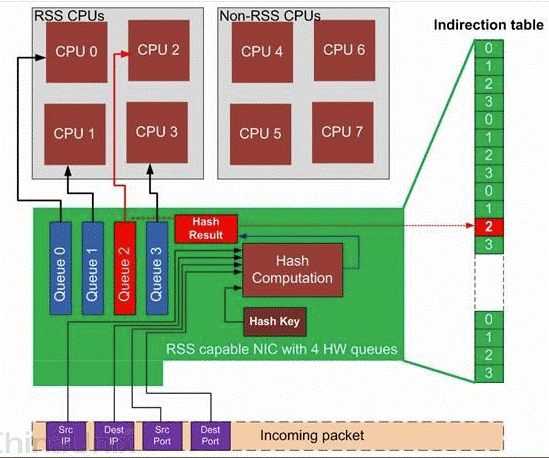 RSS CPUs
Non-RSS CPUs
Indirection table
CPU 0
CPU 2
CPU 4
CPU 6
CPU 1
CPU 3
CPU 5
CPU 7
0
1
2
3
0
1
2
3
0
1
2
3
0
1
2
3
Queue 0
Queue 1
Queue 2
Queue 3
Hash
Result
Hash
Computation
Hash Key
RSS capable NIC with 4 HW queues
Src
IP
Dest
IP
Src
Port
Dest
Port
Incoming packet